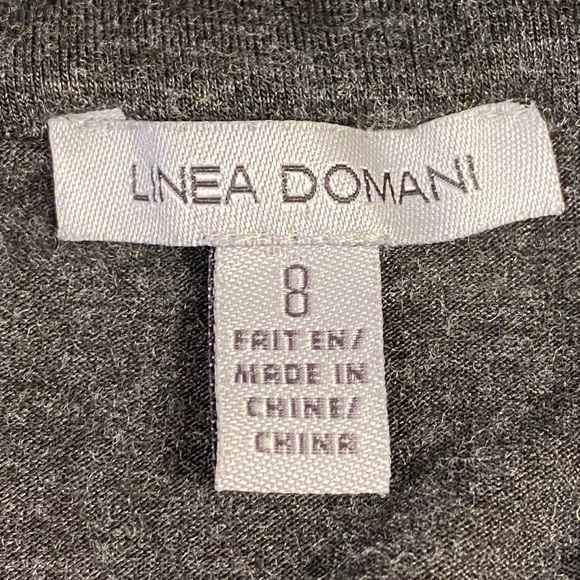 LINEA DOMANI
8
FAIT EN/
MADE IN
CHINE/
CHINA